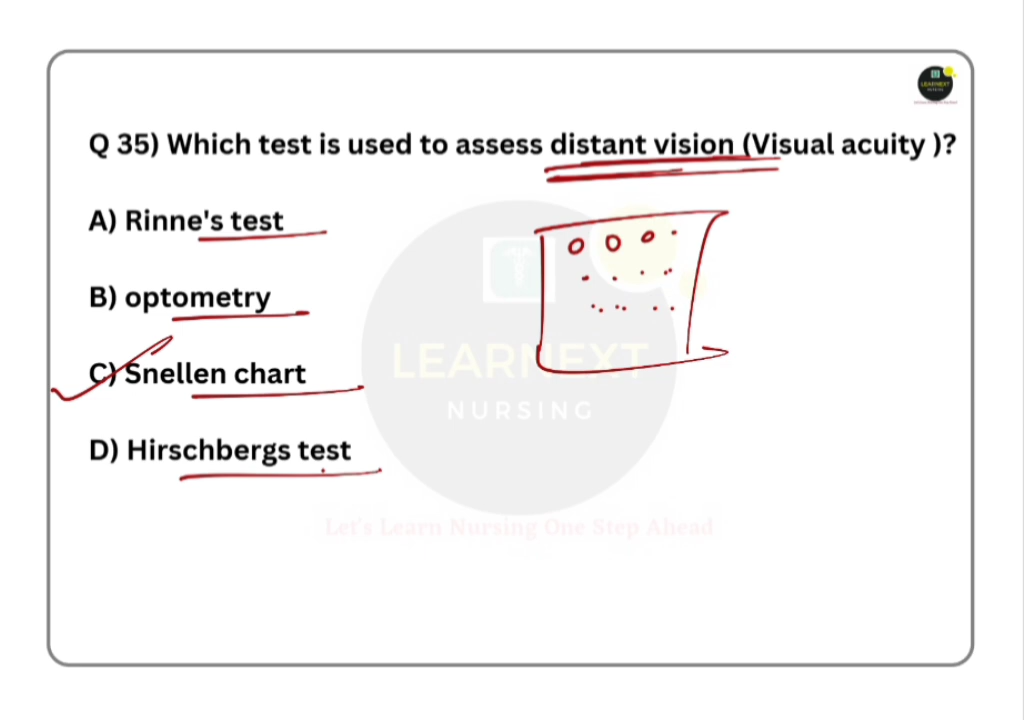 LEARNEXT
Q 35) Which test is used to assess distant vision (Visual acuity )?
A) Rinne's test
B) optometry
C) Snellen chart
D) Hirschbergs test
LEARNEXT
NURSING
Let's Learn Nursing One Step Ahead